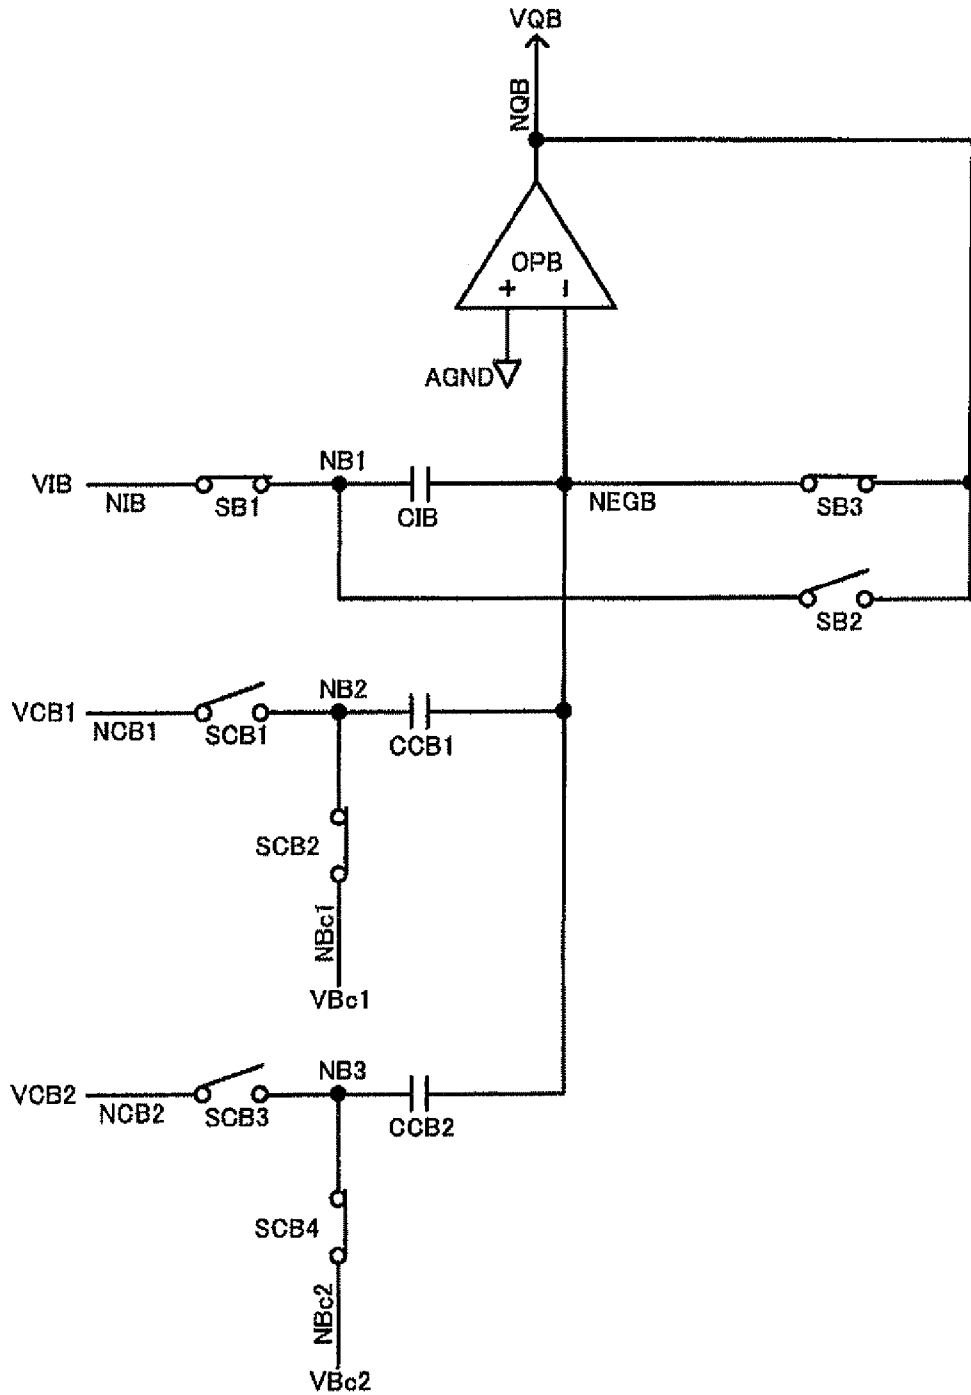 VQB
NQB
OPB
+ −
AGND
NB1
VIB
NIB
SB1
CIB
NEGB
SB3
SB2
NB2
VCB1
NCB1
SCB1
CCB1
SCB2
NBc1
VBc1
NB3
VCB2
NCB2
SCB3
CCB2
SCB4
NBc2
VBc2